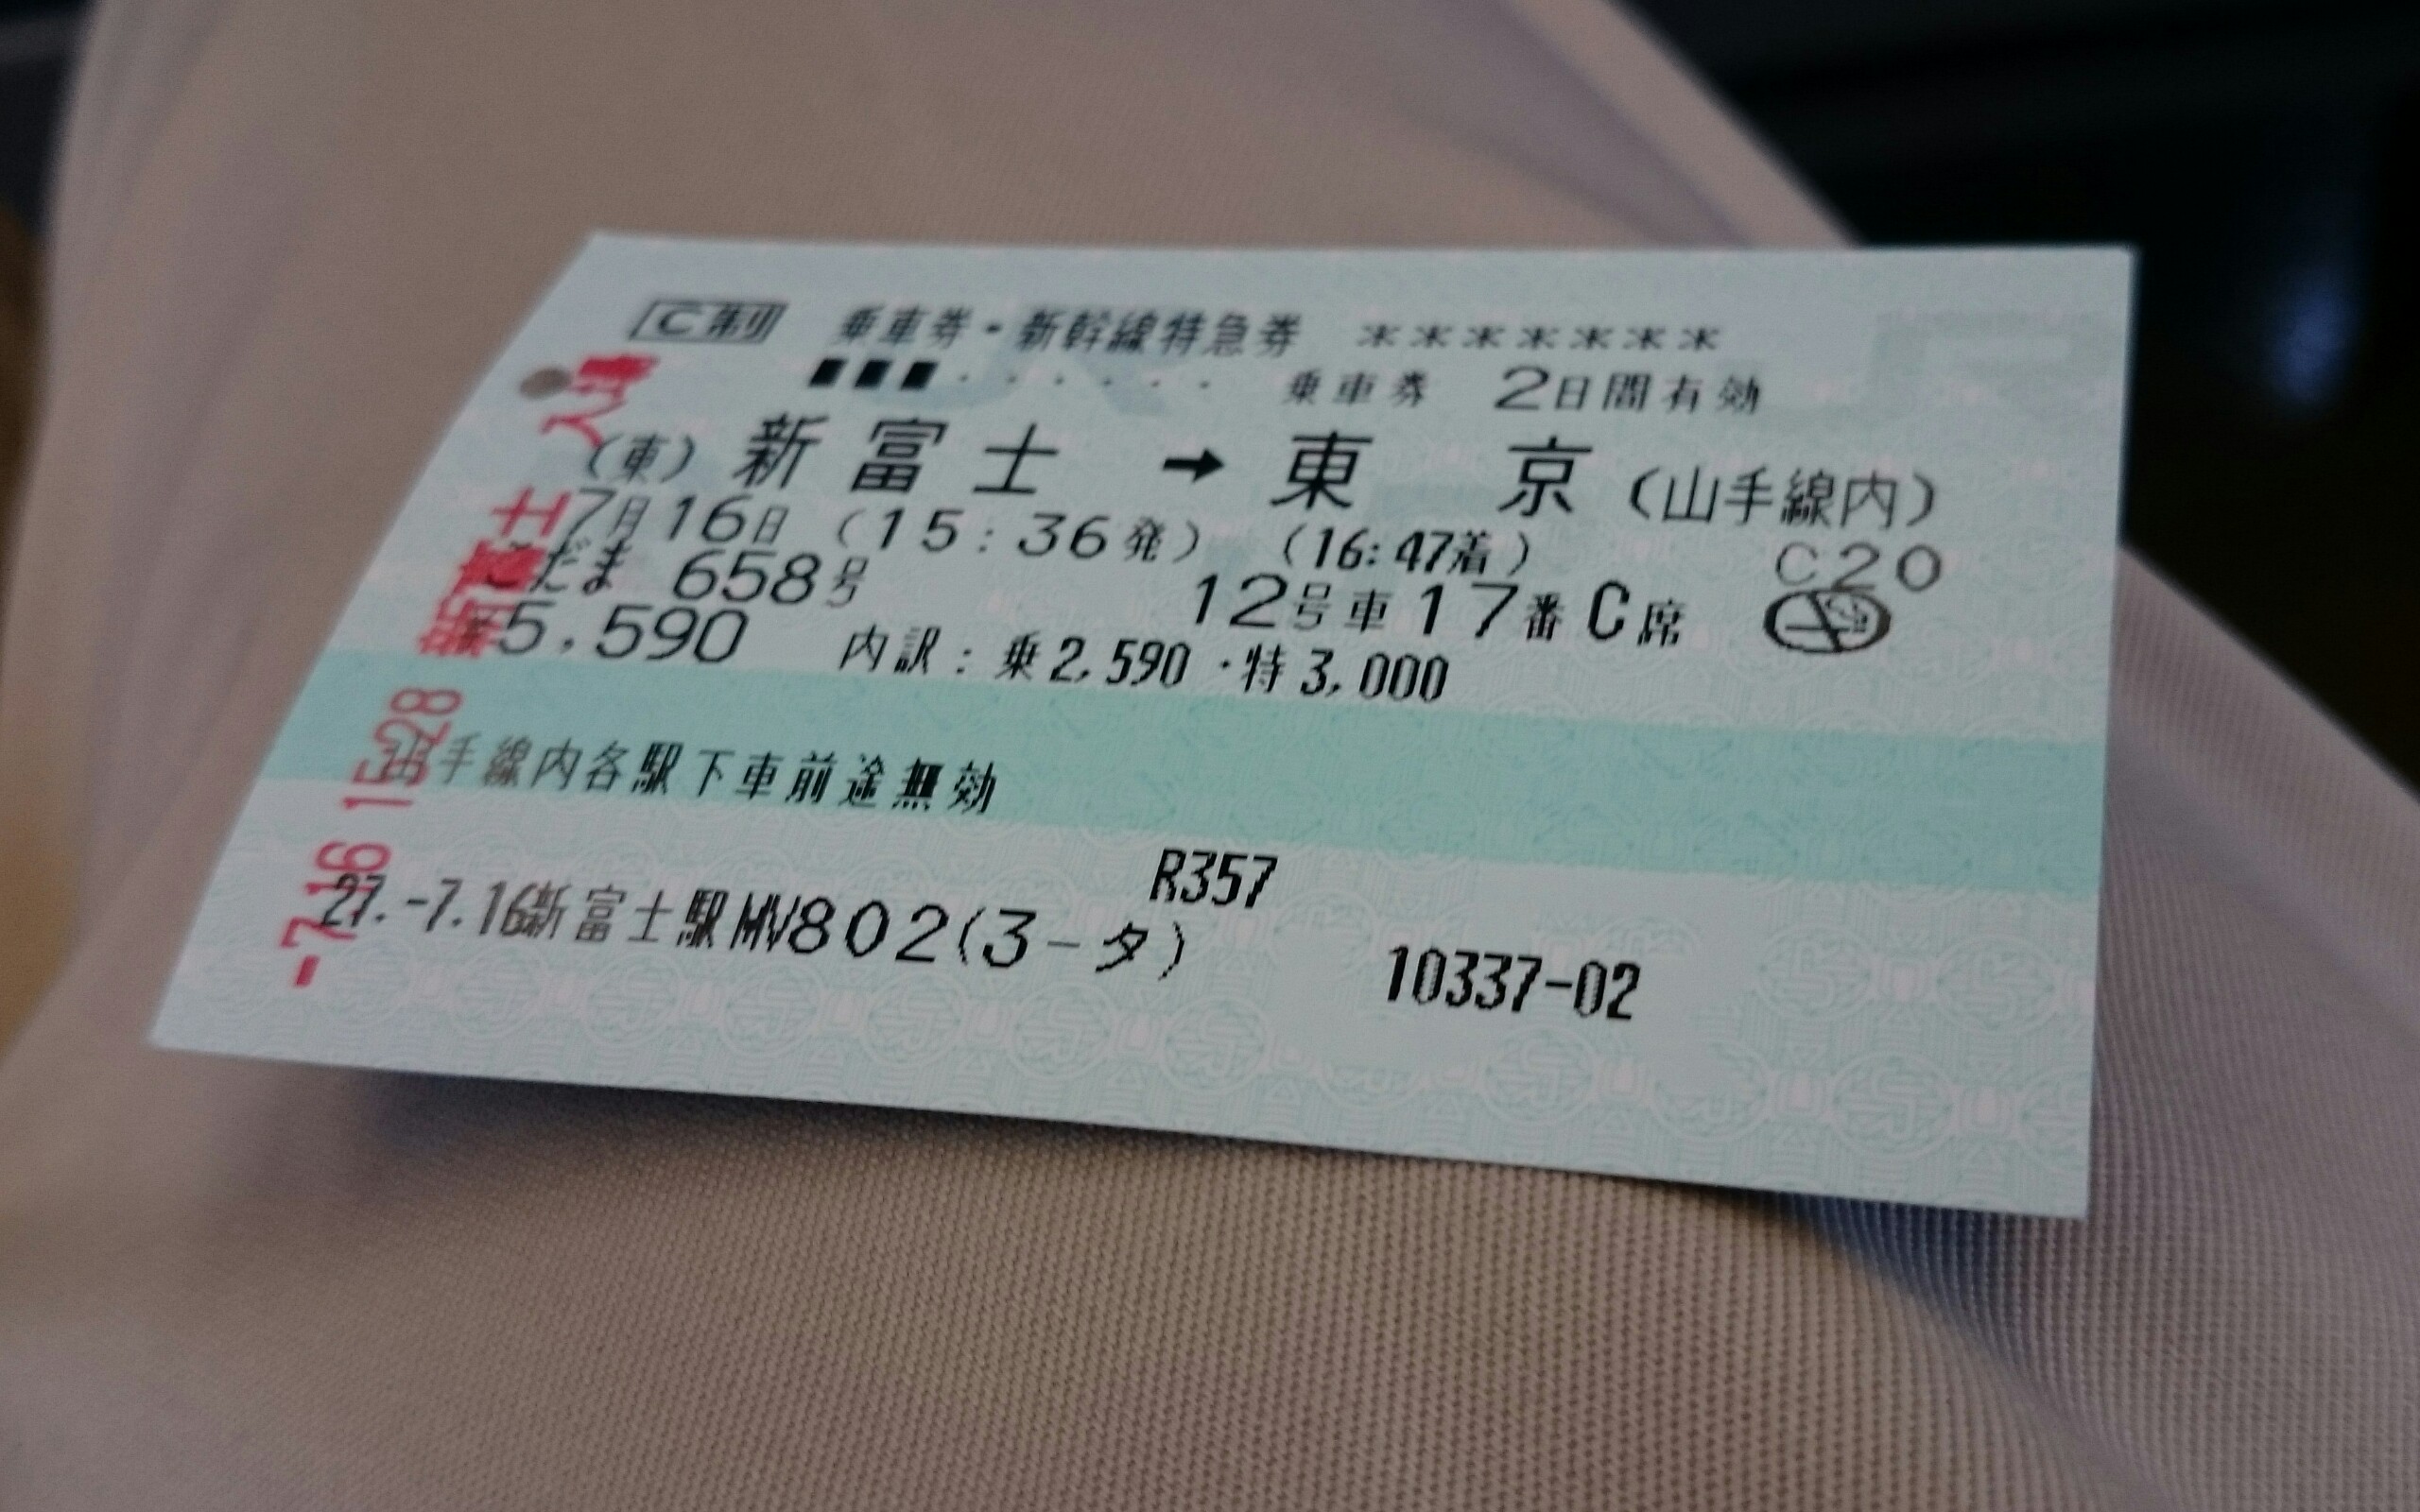 C制 乗車券・新幹線特急券 *******
■■■・・・・・・ 乗車券 2日間有効
(東)新富士 → 東京(山手線内)
7月16日(15:36発)(16:47着) C20
こだま 658号 12号車17番C席
¥5,590 内訳:乗2,590・特3,000
山手線内各駅下車前途無効
R357
27.-7.16新富士駅MV802(3-タ) 10337-02
-7.16 15:28 新富士 入場